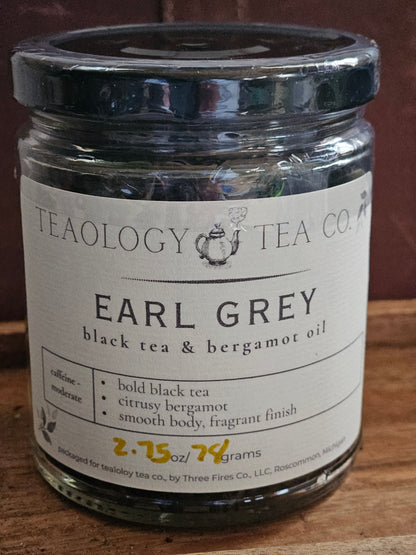 TEAOLOGY TEA CO.
EARL GREY
black tea & bergamot oil
caffeine -
moderate
• bold black tea
• citrusy bergamot
• smooth body, fragrant finish
2.75oz/ 78grams
packaged for tealoloy tea co., by Three Fires Co., LLC, Roscommon, Michigan